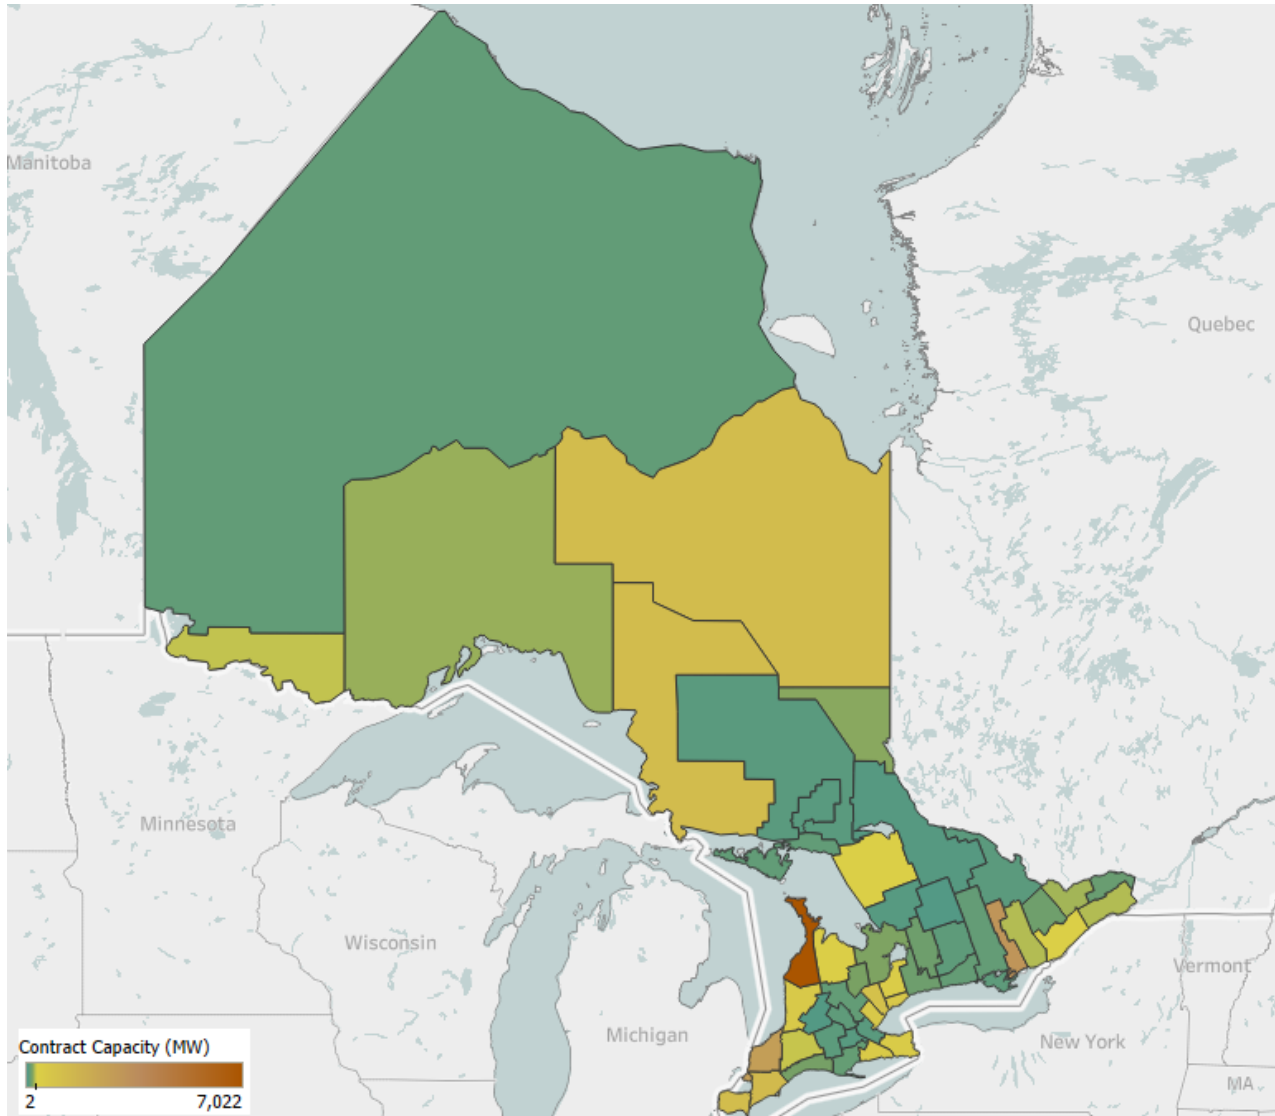 Manitoba
Quebec
Minnesota
Wisconsin
Vermont
Michigan
New York
MA
Contract Capacity (MW)
2 7,022